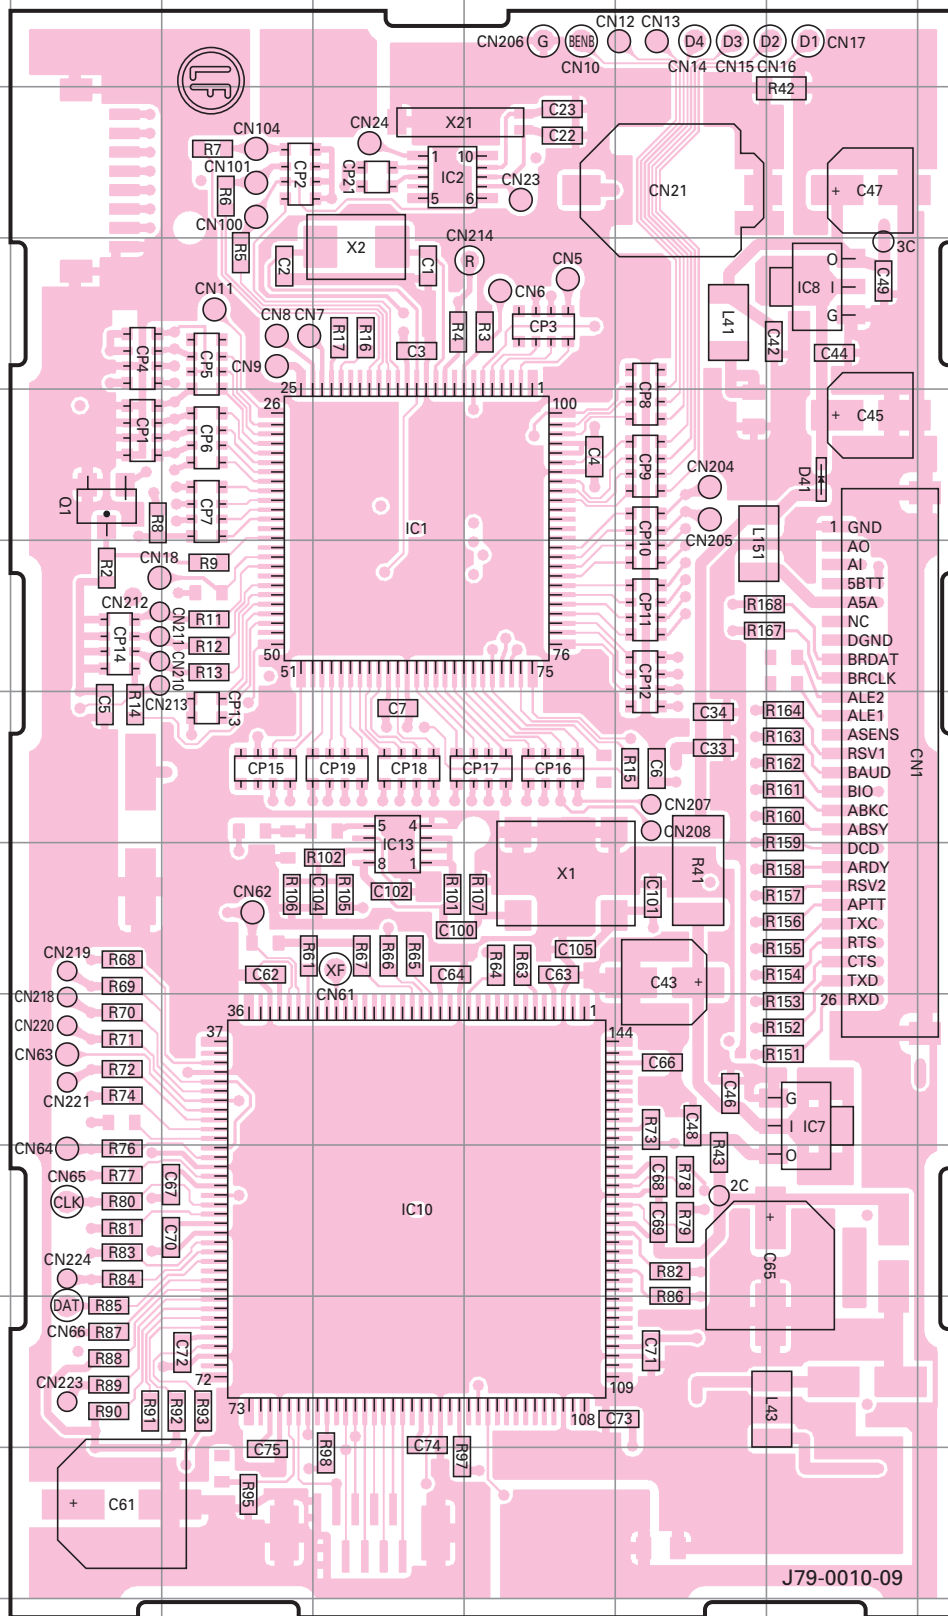 CN12 CN13
CN206 G BENB D4 D3 D2 D1 CN17
CN10 CN14 CN15 CN16
LF
R42
C23
X21
CN24
C22
CN104
R7
CN101
CP2
CP21
1 10
IC2
5 6
CN21
C47
+
R6
CN23
CN100
R5
X2
CN214
R
3C
C2
C1
CN5
O
IC8 I
G
C49
CN6
CN11
L41
CN8 CN7
R17
R16
R4
R3
CP3
C42
C3
C44
CP4
CP5
CN9
25 1
CP8
26 100
CP1
CP6
+ C45
C4
CP9
CN204
D41
Q1
CP7
R8
IC1
CN205
CP10
L151
1 GND
AO
AI
5BTT
A5A
NC
DGND
BRDAT
BRCLK
ALE2
ALE1
ASENS
RSV1
BAUD
BIO
ABKC
ABSY
DCD
ARDY
RSV2
APTT
TXC
RTS
CTS
TXD
26 RXD
CN1
R2
CN18
R9
CN212
CN211
R11
CP11
R168
CP14
R12
R167
CN210
50 76
51 75
R13
CP12
CN213
C5
R14
CP13
C7
C34
R164
C33
R163
CP15 CP19 CP18 CP17 CP16
R15
C6
R162
R161
CN207
R160
5 4
IC13
8 1
CN208
R159
R102
X1
R41
R158
R106
C104
R105
C102
R101
R107
C101
R157
CN62
R156
C100
R61
R67
R66
R65
C105
R155
CN219
R68
C62
XF
C64
R64
R63
C63
C43 +
R154
CN61
R69
R153
CN218
R70
36 1
R152
CN220
R71
37 144
R151
CN63
R72
C66
CN221
R74
C46
G
I IC7
O
R73
C48
CN64
R76
R43
CN65
R77
C67
C68
R78
2C
CLK
R80
IC10
+
R81
C70
C69
R79
R83
C65
CN224
R84
R82
DAT
R85
R86
CN66
R87
C72
C71
R88
CN223
R89
72 109
73 108
R90
R91
R92
R93
C73
L43
C75
R98
C74
R97
R95
+ C61
J79-0010-09